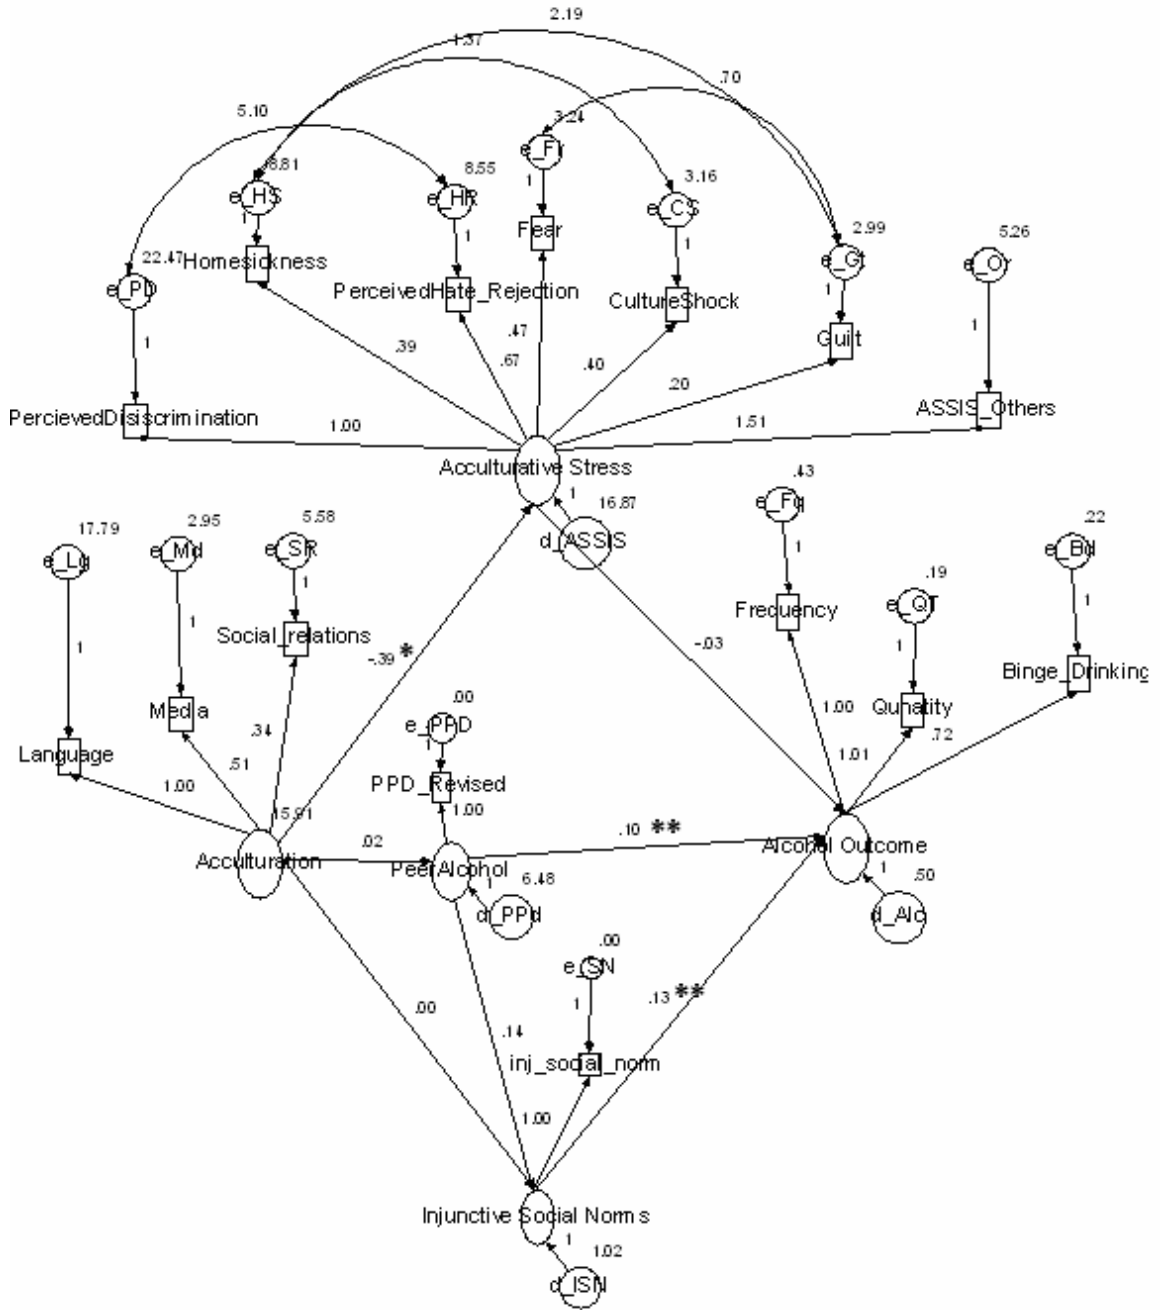 2.19
1.37
.70
5.10
3.24
e_Fr
8.81
8.55
e_HS
e_HR
3.16
e_CS
1
1
1
1
Fear
2.99
5.26
e_Gt
e_Or
22.47
Homesickness
e_PD
PerceivedHate_Rejection
CultureShock
1
1
1
Guilt
.47
.39
.67
.40
.20
PercievedDisiscrimination
ASSIS_Others
1.00
1.51
Acculturative Stress
.43
1
16.87
e_Fq
17.79
2.95
5.58
.22
e_Lg
e_Md
e_SR
d_ASSIS
e_Bd
1
1
.19
1
e_QT
Frequency
Social_relations
1
1
1
-.39 *
-.03
Binge_Drinking
Media
.00
1.00
Qunatity
e_PPD
.34
.72
Language
1
1.01
.51
PPD_Revised
1.00
1.00
15.91
.10 **
.02
Acculturation
Alcohol Outcome
PeerAlcohol
1
6.48
1
.50
d_PPd
d_Alc
.00
e_SN
.13 **
.00
1
.14
inj_social_norm
1.00
Injunctive Social Norms
1
1.02
d_ISN